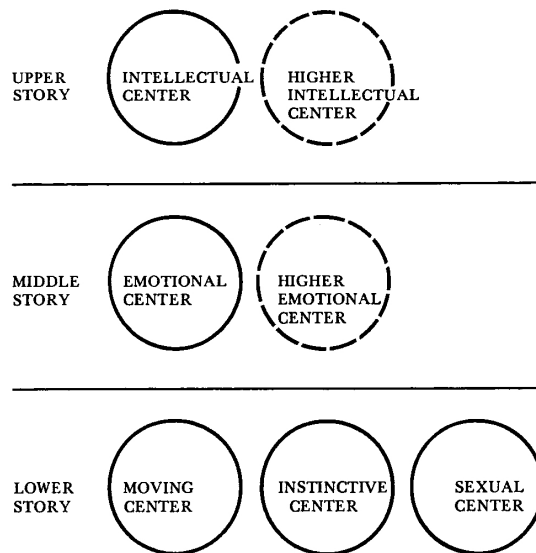 UPPER
STORY
INTELLECTUAL
CENTER
HIGHER
INTELLECTUAL
CENTER
MIDDLE
STORY
EMOTIONAL
CENTER
HIGHER
EMOTIONAL
CENTER
LOWER
STORY
MOVING
CENTER
INSTINCTIVE
CENTER
SEXUAL
CENTER